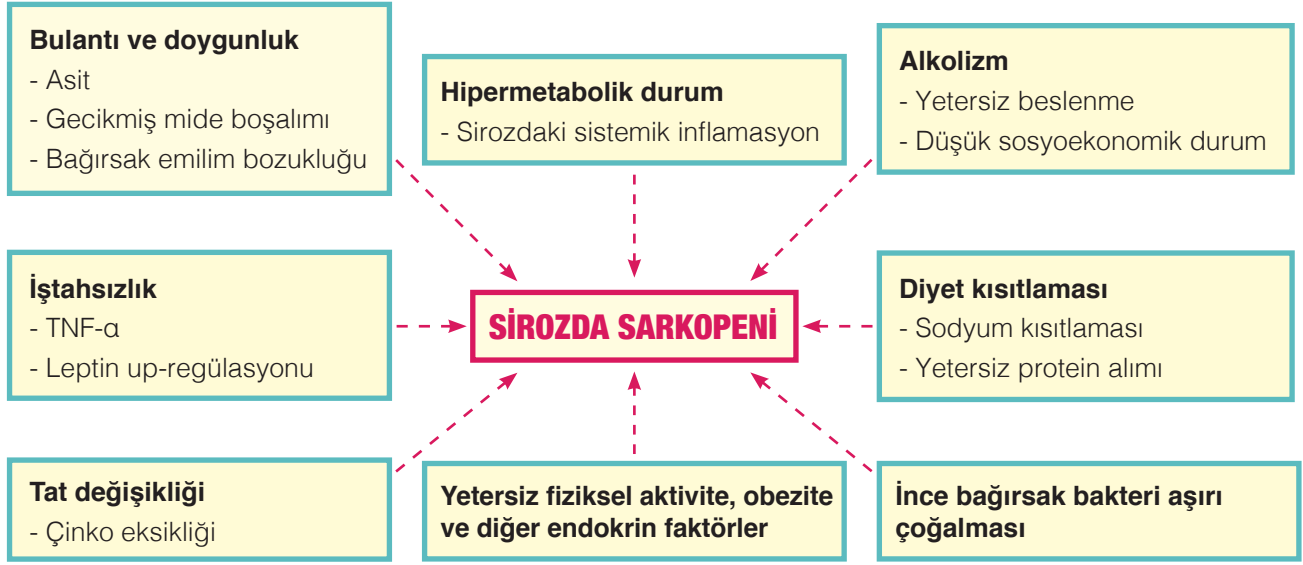 Bulantı ve doygunluk
- Asit
- Gecikmiş mide boşalımı
- Bağırsak emilim bozukluğu
Hipermetabolik durum
- Sirozdaki sistemik inflamasyon
Alkolizm
- Yetersiz beslenme
- Düşük sosyoekonomik durum
İştahsızlık
- TNF-α
- Leptin up-regülasyonu
SİROZDA SARKOPENİ
Diyet kısıtlaması
- Sodyum kısıtlaması
- Yetersiz protein alımı
Tat değişikliği
- Çinko eksikliği
Yetersiz fiziksel aktivite, obezite
ve diğer endokrin faktörler
İnce bağırsak bakteri aşırı
çoğalması